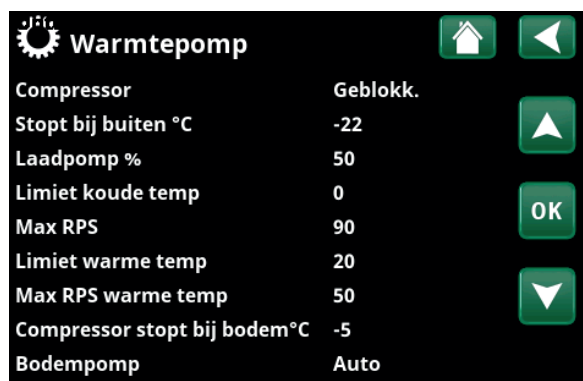 Warmtepomp
Compressor Geblokk.
Stopt bij buiten °C -22
Laadpomp % 50
Limiet koude temp 0
Max RPS 90
OK
Limiet warme temp 20
Max RPS warme temp 50
Compressor stopt bij bodem°C -5
Bodempomp Auto